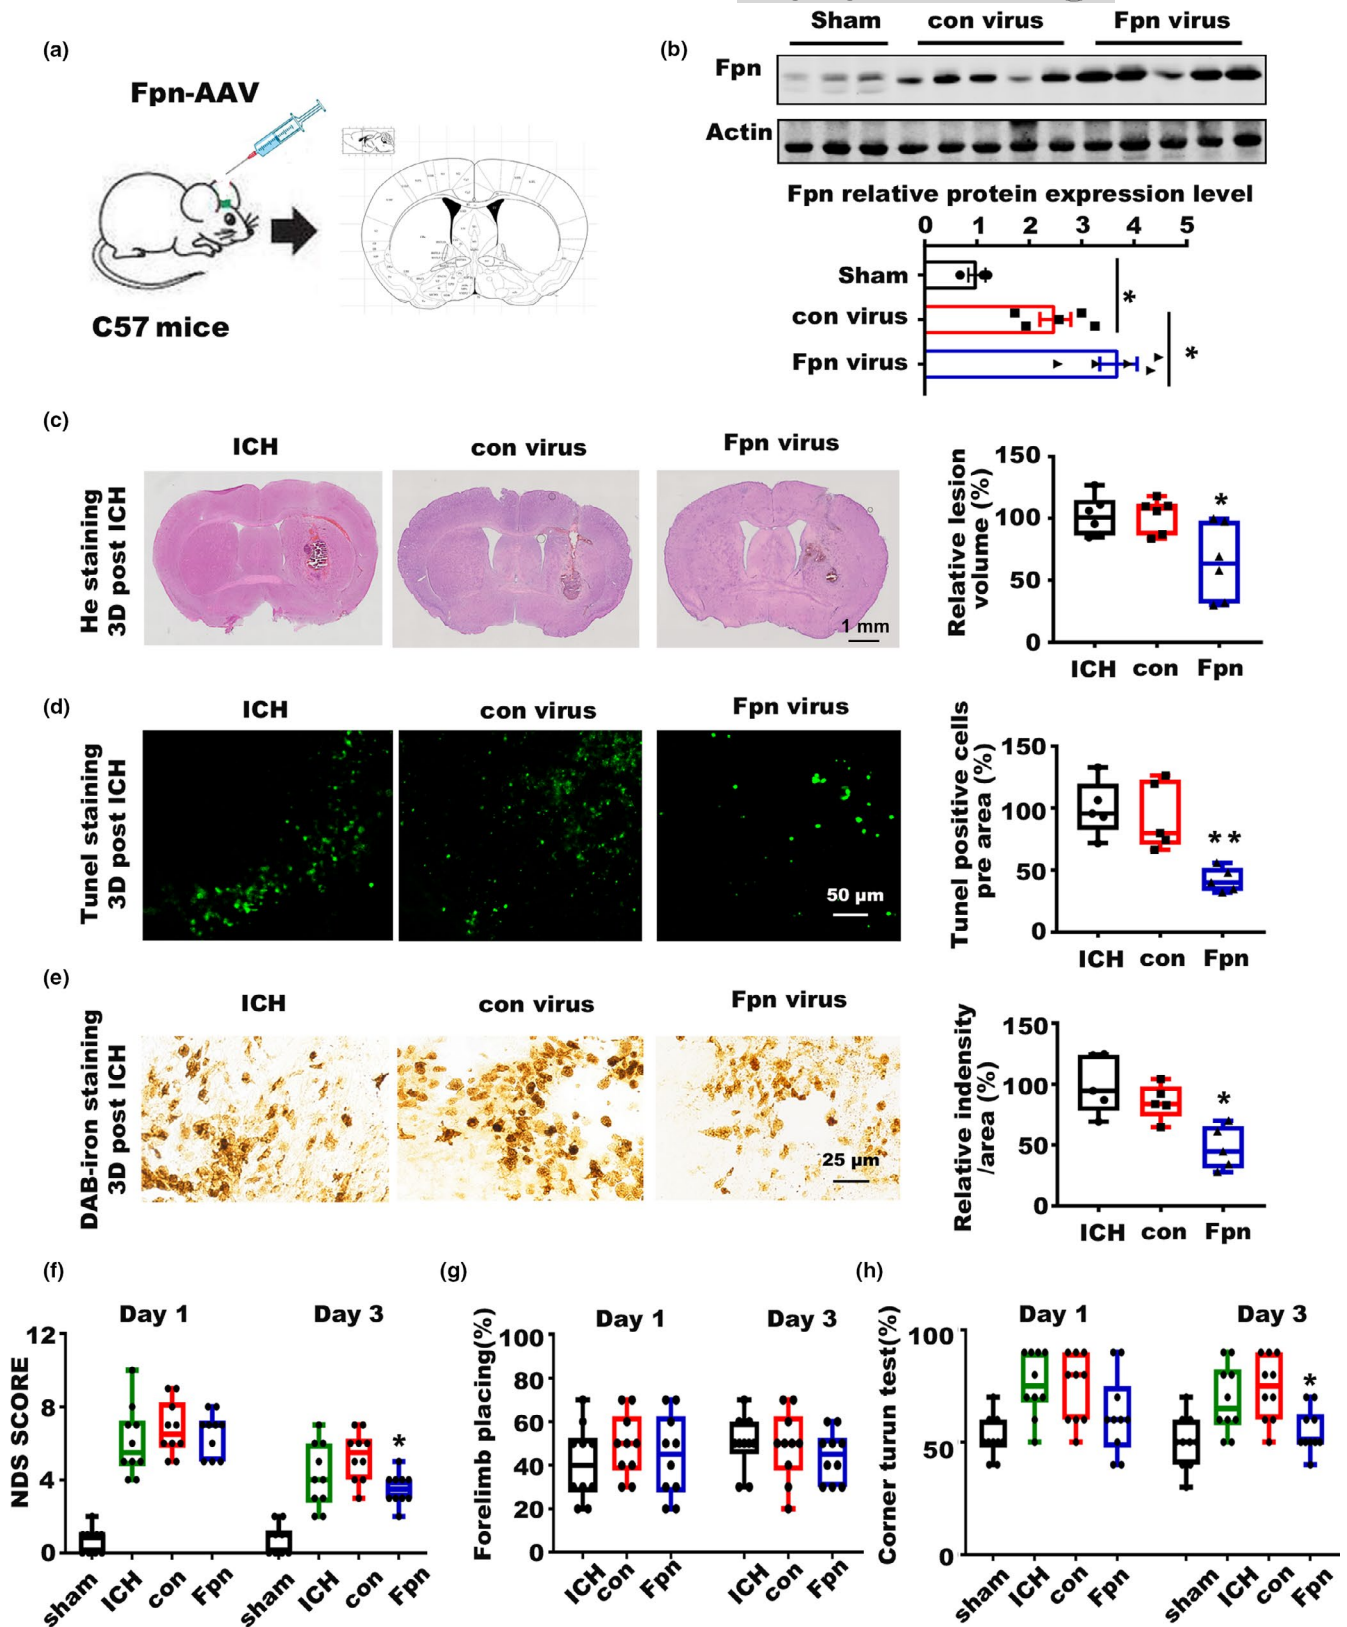 (a)
Fpn-AAV
C57 mice
(b)
Sham con virus Fpn virus
Fpn
Actin
Fpn relative protein expression level
0 1 2 3 4 5
Sham
con virus
Fpn virus
*
*
(c)
ICH con virus Fpn virus
He staining
3D post ICH
1 mm
Relative lesion
volume (%)
150
100
50
0
*
ICH con Fpn
(d)
ICH con virus Fpn virus
Tunel staining
3D post ICH
50 µm
Tunel positive cells
pre area (%)
150
100
50
0
**
ICH con Fpn
(e)
ICH con virus Fpn virus
DAB-iron staining
3D post ICH
25 µm
Relative indensity
/area (%)
150
100
50
0
*
ICH con Fpn
(f)
Day 1 Day 3
NDS SCORE
12
8
4
0
*
sham ICH con Fpn sham ICH con Fpn
(g)
Day 1 Day 3
Forelimb placing(%)
100
80
60
40
20
0
ICH con Fpn ICH con Fpn
(h)
Day 1 Day 3
Corner turun test(%)
100
50
0
*
sham ICH con Fpn sham ICH con Fpn